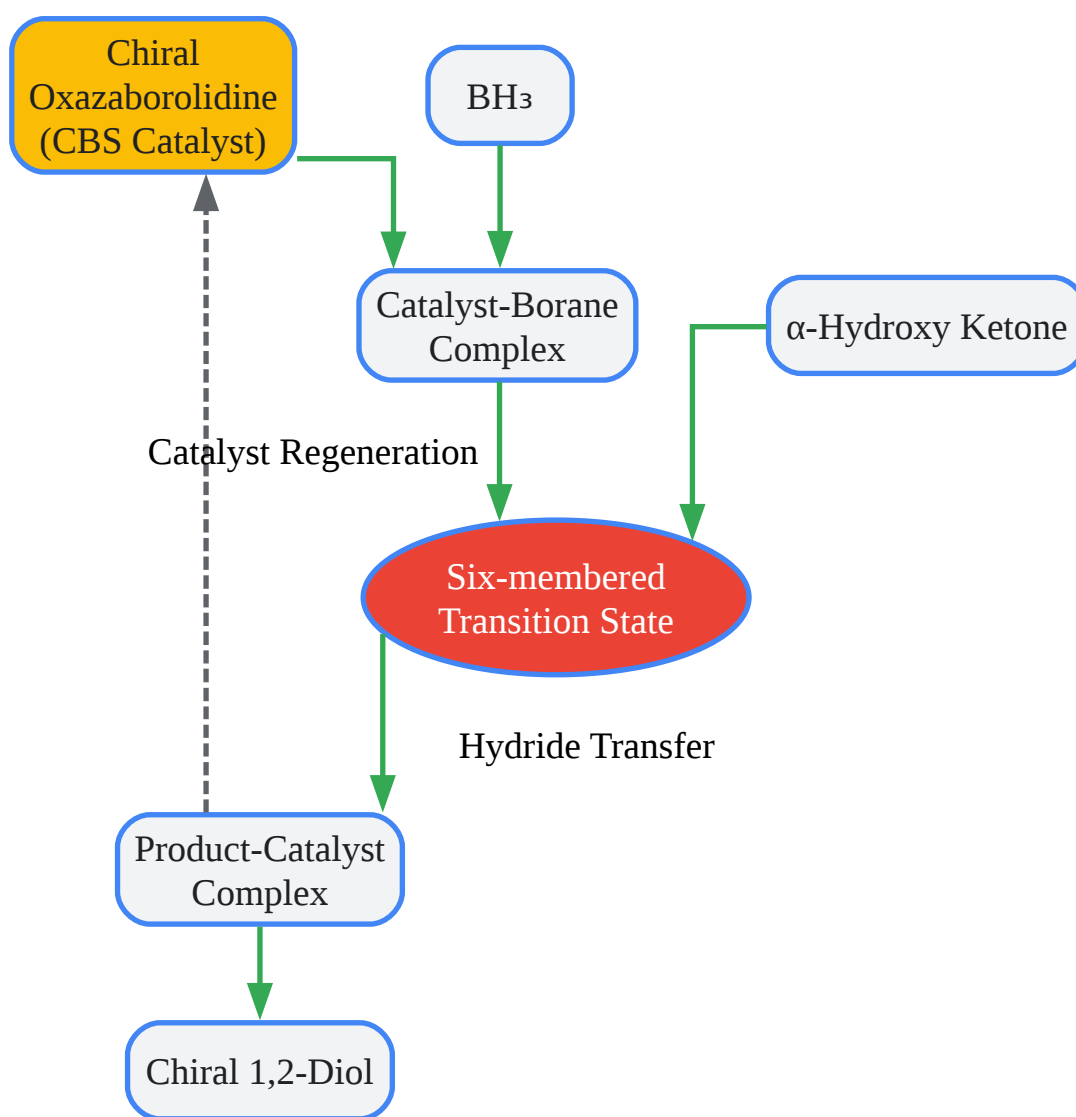 Chiral
Oxazaborolidine
(CBS Catalyst)
BH₃
Catalyst-Borane
Complex
α-Hydroxy Ketone
Catalyst Regeneration
Six-membered
Transition State
Hydride Transfer
Product-Catalyst
Complex
Chiral 1,2-Diol